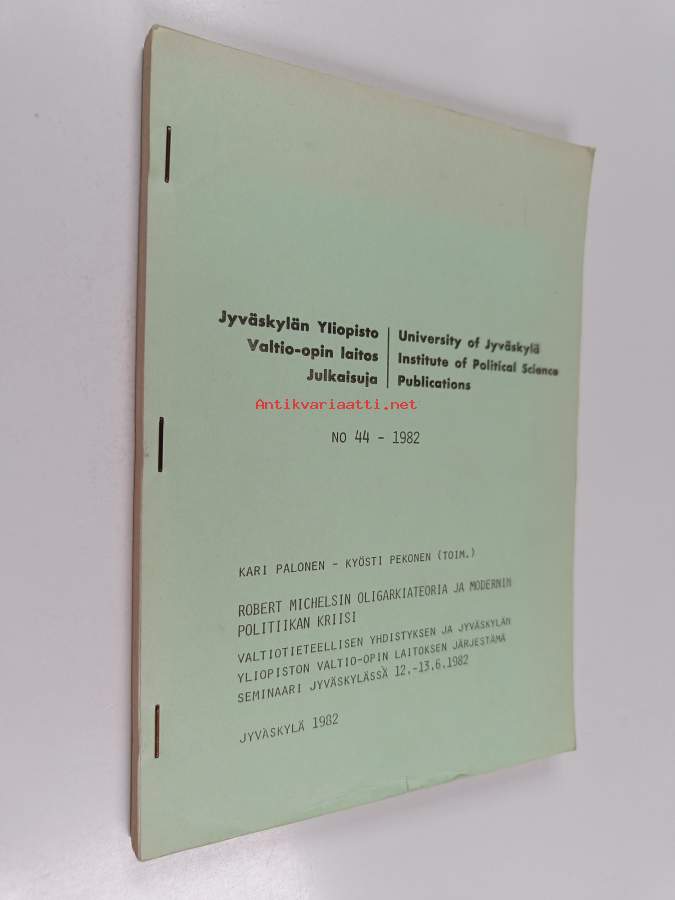 Jyväskylän Yliopisto
Valtio-opin laitos
Julkaisuja
University of Jyväskylä
Institute of Political Science
Publications
Antikvariaatti.net
NO 44 - 1982
KARI PALONEN - KYÖSTI PEKONEN (TOIM.)
ROBERT MICHELSIN OLIGARKIATEORIA JA MODERNIN
POLITIIKAN KRIISI
VALTIOTIETEELLISEN YHDISTYKSEN JA JYVÄSKYLÄN
YLIOPISTON VALTIO-OPIN LAITOKSEN JÄRJESTÄMÄ
SEMINAARI JYVÄSKYLÄSSÄ 12.-13.6.1982
JYVÄSKYLÄ 1982